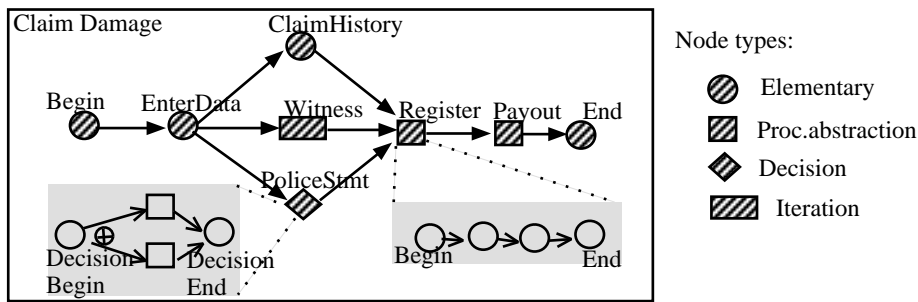 Claim Damage
ClaimHistory
Begin
EnterData
Witness
Register
Payout
End
PoliceStmt
Decision
Begin
Decision
End
Begin
End
Node types:
Elementary
Proc.abstraction
Decision
Iteration